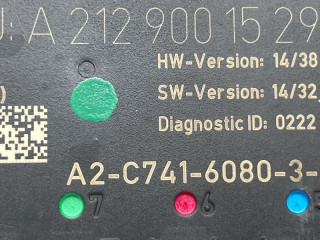 : A 212 900 15 29
HW-Version: 14/38
SW-Version: 14/32
Diagnostic ID: 0222
A2-C741-6080-3-
7 6 5